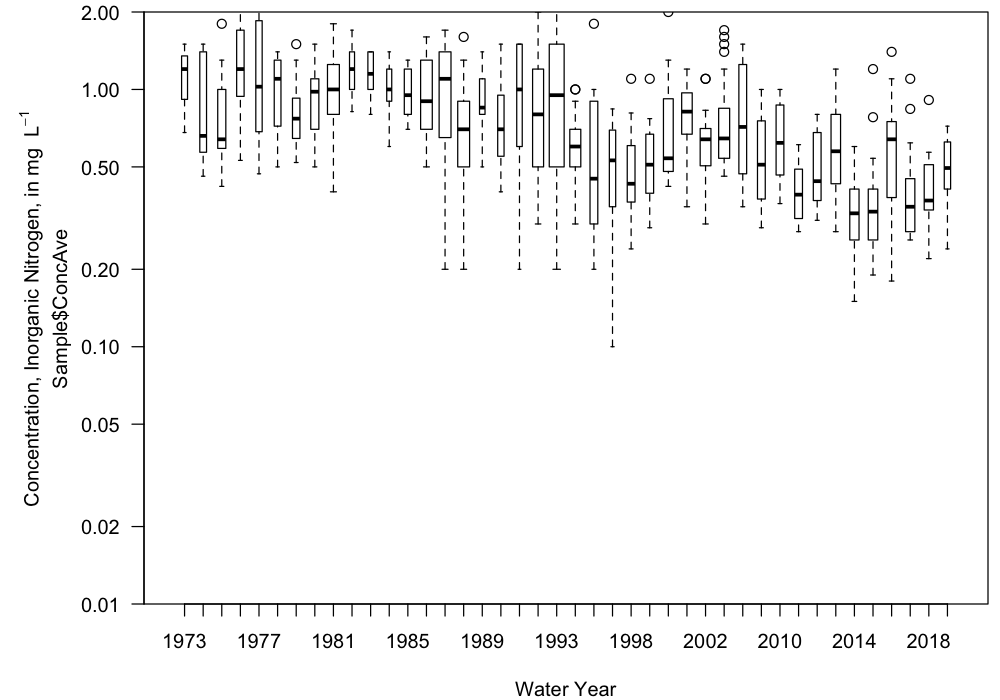 Concentration, Inorganic Nitrogen, in mg L⁻¹
Sample$ConcAve
2.00
1.00
0.50
0.20
0.10
0.05
0.02
0.01
1973 1977 1981 1985 1989 1993 1998 2002 2010 2014 2018
Water Year